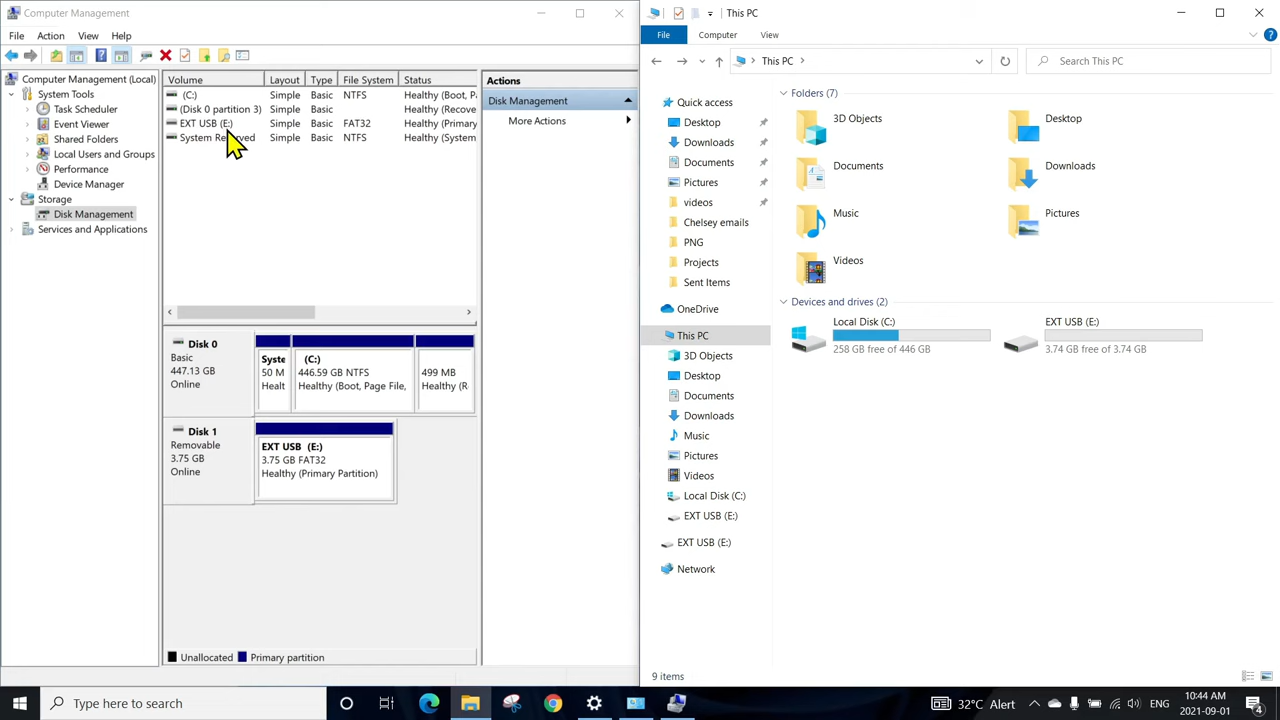 Computer Management
File Action View Help
Computer Management (Local)
System Tools
Task Scheduler
Event Viewer
Shared Folders
Local Users and Groups
Performance
Device Manager
Storage
Disk Management
Services and Applications
Volume Layout Type File System Status
(C:) Simple Basic NTFS Healthy (Boot, P
(Disk 0 partition 3) Simple Basic Healthy (Recove
EXT USB (E:) Simple Basic FAT32 Healthy (Primary
System Reserved Simple Basic NTFS Healthy (System
Disk 0
Basic
447.13 GB
Online
Syste
50 M
Healt
(C:)
446.59 GB NTFS
Healthy (Boot, Page File,
499 MB
Healthy (R
Disk 1
Removable
3.75 GB
Online
EXT USB (E:)
3.75 GB FAT32
Healthy (Primary Partition)
Unallocated Primary partition
Actions
Disk Management
More Actions
This PC
File Computer View
This PC
Search This PC
Quick access
Desktop
Downloads
Documents
Pictures
videos
Chelsey emails
PNG
Projects
Sent Items
OneDrive
This PC
3D Objects
Desktop
Documents
Downloads
Music
Pictures
Videos
Local Disk (C:)
EXT USB (E:)
EXT USB (E:)
Network
Folders (7)
3D Objects
Desktop
Documents
Downloads
Music
Pictures
Videos
Devices and drives (2)
Local Disk (C:)
258 GB free of 446 GB
EXT USB (E:)
3.74 GB free of 3.74 GB
9 items
Type here to search
32°C Alert
ENG
10:44 AM
2021-09-01
4